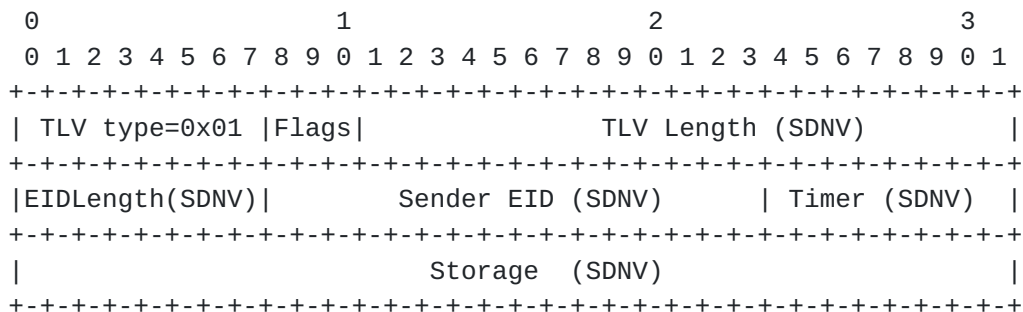 0                   1                   2                   3
0 1 2 3 4 5 6 7 8 9 0 1 2 3 4 5 6 7 8 9 0 1 2 3 4 5 6 7 8 9 0 1
+-+-+-+-+-+-+-+-+-+-+-+-+-+-+-+-+-+-+-+-+-+-+-+-+-+-+-+-+-+-+-+-+
| TLV type=0x01 |Flags|               TLV Length (SDNV)         |
+-+-+-+-+-+-+-+-+-+-+-+-+-+-+-+-+-+-+-+-+-+-+-+-+-+-+-+-+-+-+-+-+
|EIDLength(SDNV)|        Sender EID (SDNV)      | Timer (SDNV)  |
+-+-+-+-+-+-+-+-+-+-+-+-+-+-+-+-+-+-+-+-+-+-+-+-+-+-+-+-+-+-+-+-+
|                          Storage  (SDNV)                      |
+-+-+-+-+-+-+-+-+-+-+-+-+-+-+-+-+-+-+-+-+-+-+-+-+-+-+-+-+-+-+-+-+